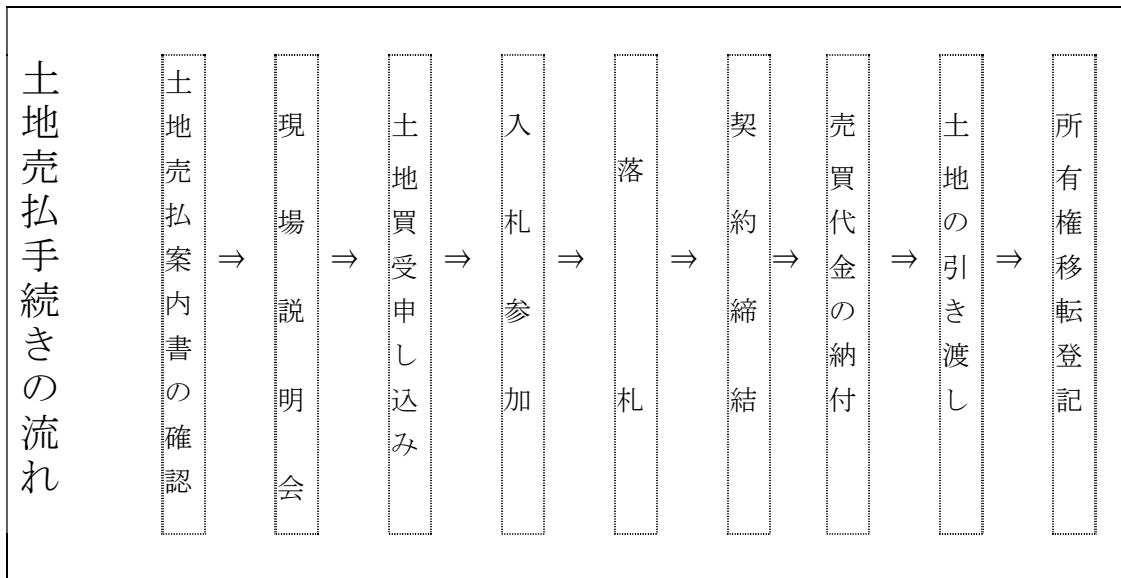 土地売払手続きの流れ
土地売払案内書の確認
⇒
現場説明会
⇒
土地買受申し込み
⇒
入札参加
⇒
落札
⇒
契約締結
⇒
売買代金の納付
⇒
土地の引き渡し
⇒
所有権移転登記